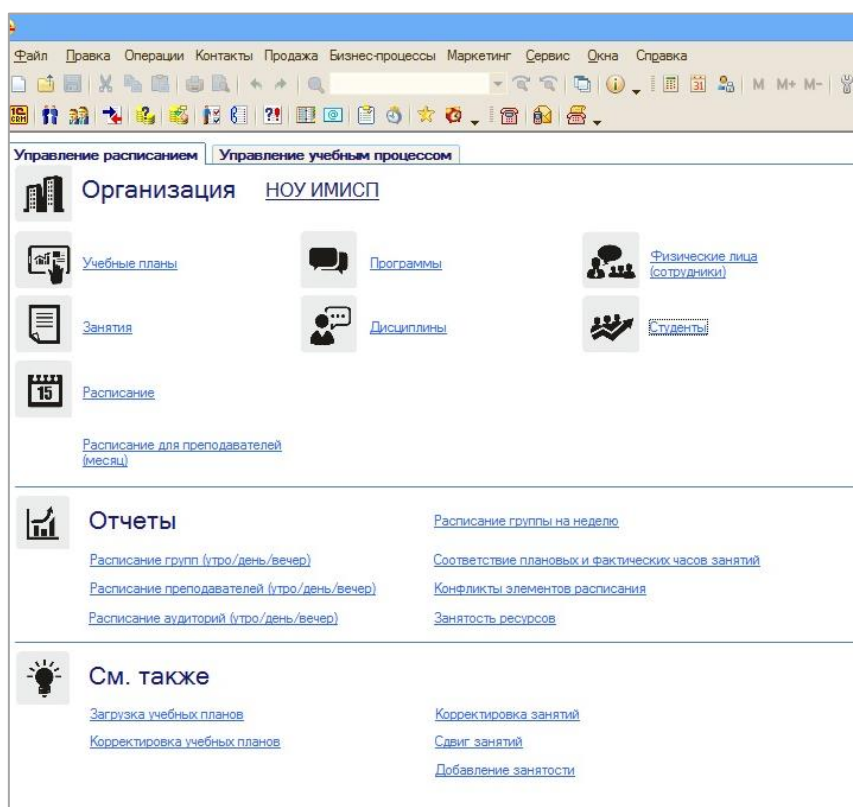 Файл Правка Операции Контакты Продажа Бизнес-процессы Маркетинг Сервис Окна Справка
M M+ M-
Управление расписанием Управление учебным процессом
Организация НОУ ИМИСП
Учебные планы
Программы
Физические лица
(сотрудники)
Занятия
Дисциплины
Студенты
15
Расписание
Расписание для преподавателей
(месяц)
Отчеты
Расписание группы на неделю
Расписание групп (утро/день/вечер)
Соответствие плановых и фактических часов занятий
Расписание преподавателей (утро/день/вечер)
Конфликты элементов расписания
Расписание аудиторий (утро/день/вечер)
Занятость ресурсов
См. также
Загрузка учебных планов
Корректировка занятий
Корректировка учебных планов
Сдвиг занятий
Добавление занятости